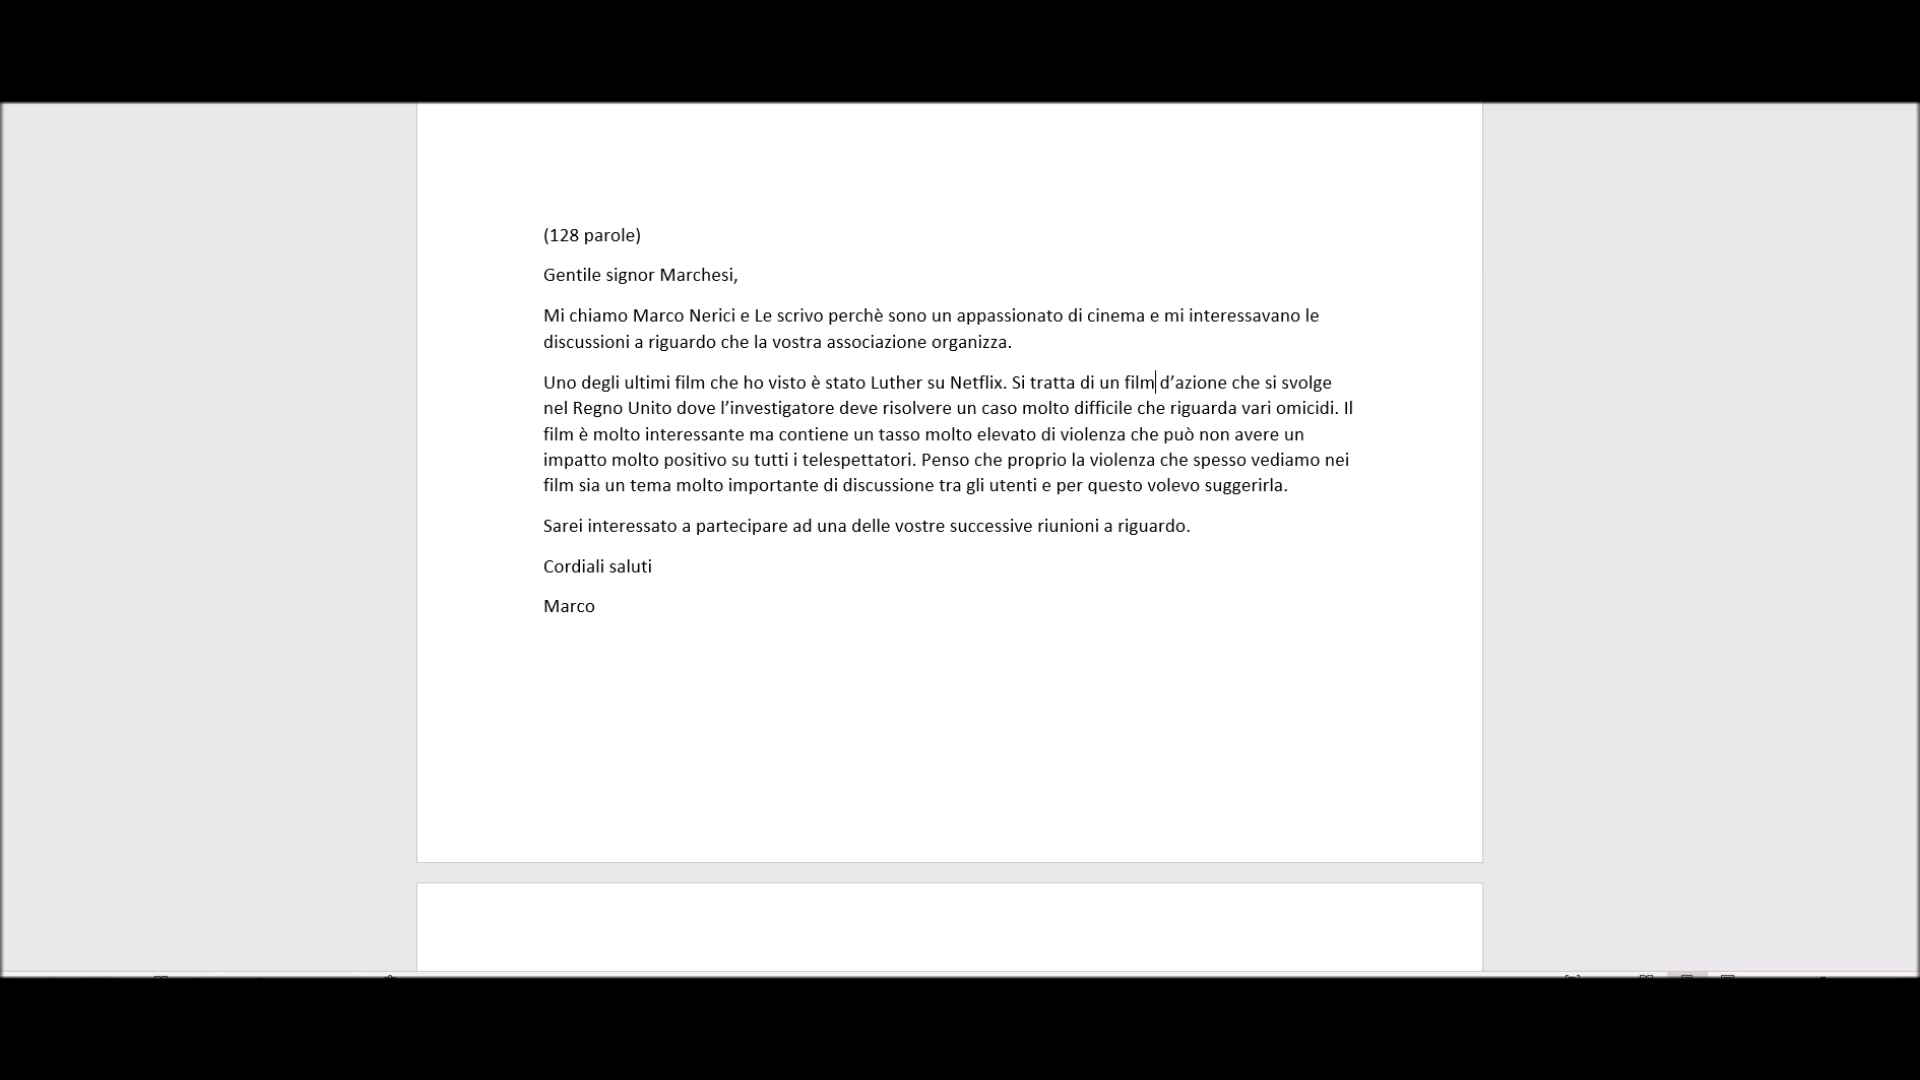 (128 parole)
Gentile signor Marchesi,
Mi chiamo Marco Nerici e Le scrivo perchè sono un appassionato di cinema e mi interessavano le
discussioni a riguardo che la vostra associazione organizza.
Uno degli ultimi film che ho visto è stato Luther su Netflix. Si tratta di un film d’azione che si svolge
nel Regno Unito dove l’investigatore deve risolvere un caso molto difficile che riguarda vari omicidi. Il
film è molto interessante ma contiene un tasso molto elevato di violenza che può non avere un
impatto molto positivo su tutti i telespettatori. Penso che proprio la violenza che spesso vediamo nei
film sia un tema molto importante di discussione tra gli utenti e per questo volevo suggerirla.
Sarei interessato a partecipare ad una delle vostre successive riunioni a riguardo.
Cordiali saluti
Marco